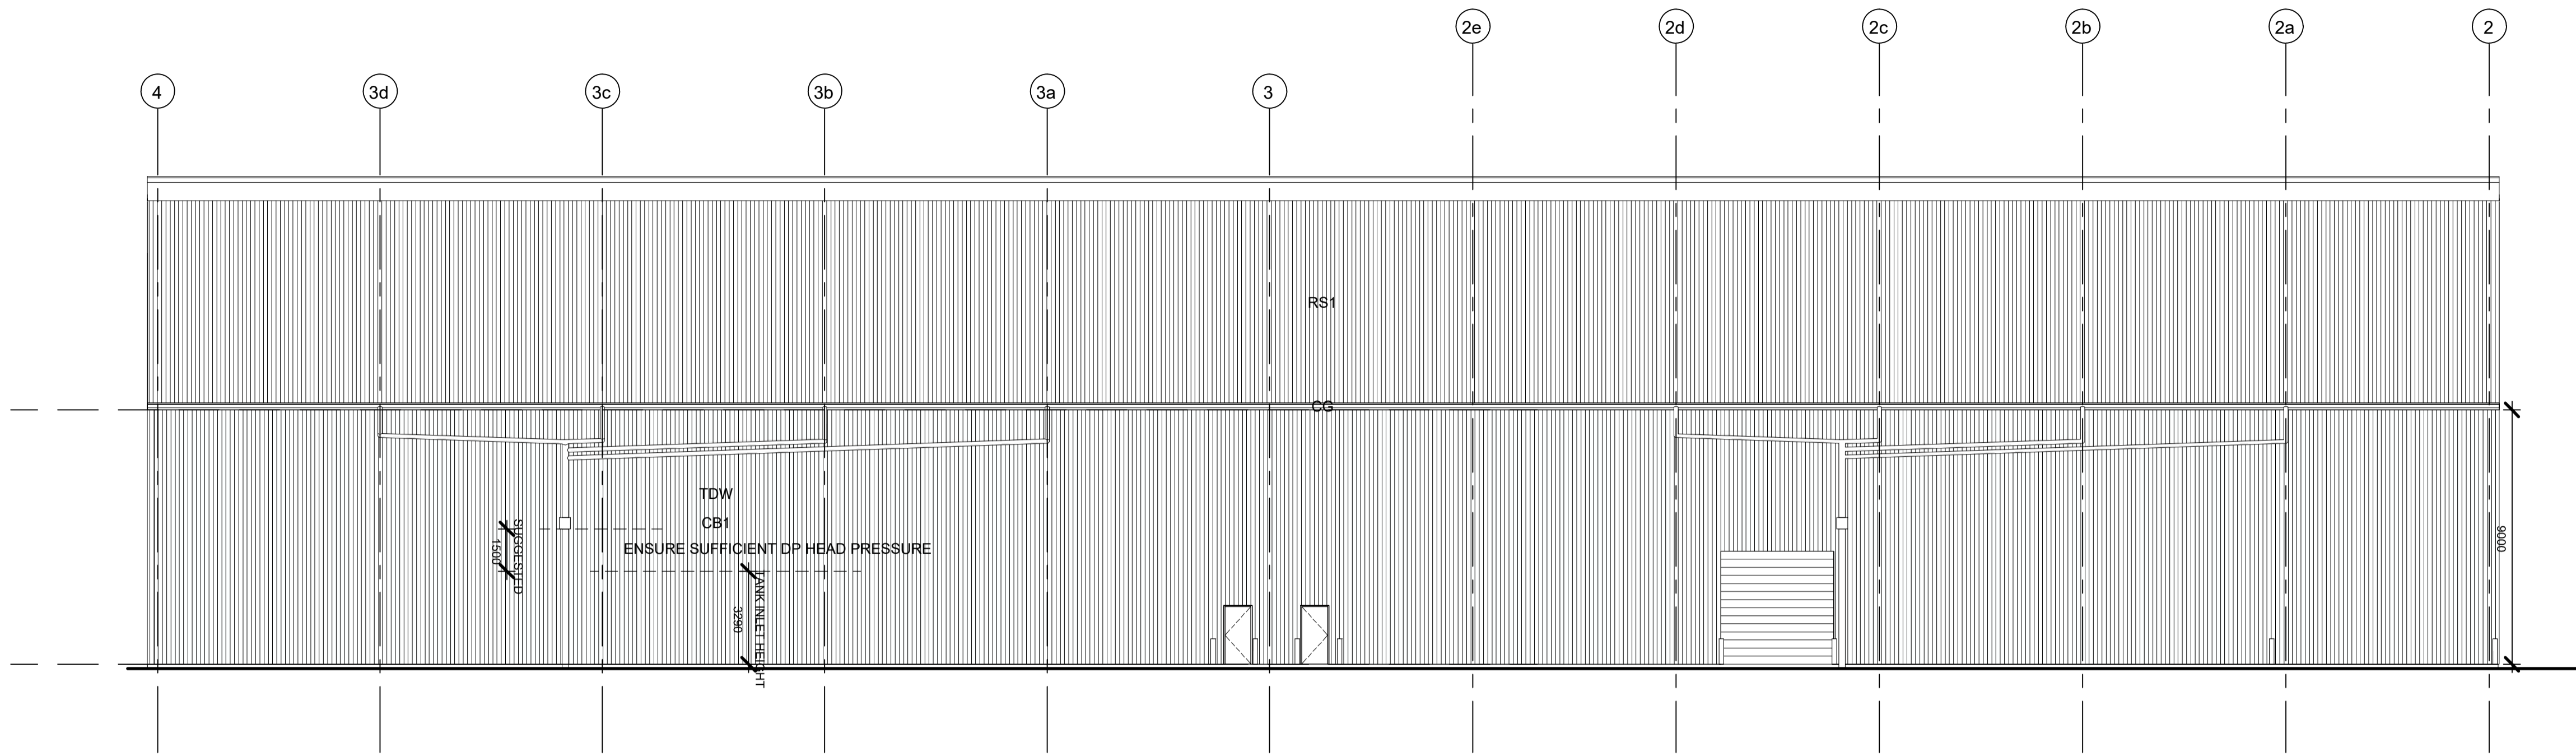 2e
2d
2c
2b
2a
2
4
3d
3c
3b
3a
3
RS1
CG
TDW
CB1
SUGGESTED
1500
ENSURE SUFFICIENT DP HEAD PRESSURE
9000
TANK INLET HEIGHT
3290